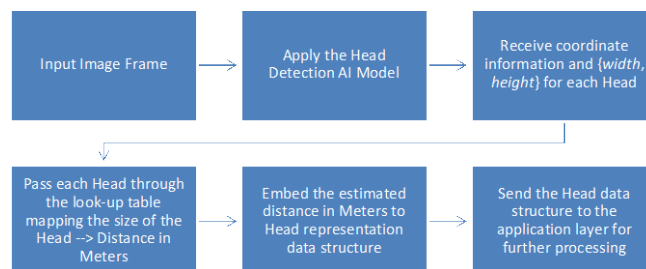 Input Image Frame
Apply the Head
Detection AI Model
Receive coordinate
information and {width,
height} for each Head
Pass each Head through
the look-up table
mapping the size of the
Head --> Distance in
Meters
Embed the estimated
distance in Meters to
Head representation
data structure
Send the Head data
structure to the
application layer for
further processing